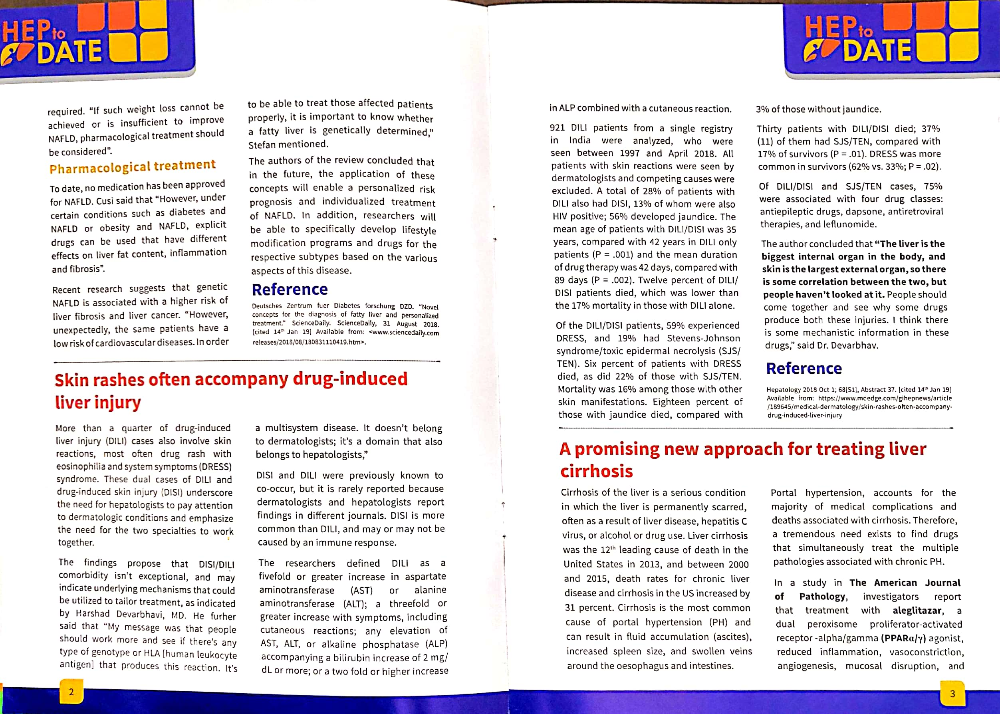 HEP to
DATE
required. “If such weight loss cannot be
achieved or is insufficient to improve
NAFLD, pharmacological treatment should
be considered”.
Pharmacological treatment
To date, no medication has been approved
for NAFLD. Cusi said that “However, under
certain conditions such as diabetes and
NAFLD or obesity and NAFLD, explicit
drugs can be used that have different
effects on liver fat content, inflammation
and fibrosis”.
Recent research suggests that genetic
NAFLD is associated with a higher risk of
liver fibrosis and liver cancer. “However,
unexpectedly, the same patients have a
low risk of cardiovascular diseases. In order
to be able to treat those affected patients
properly, it is important to know whether
a fatty liver is genetically determined,”
Stefan mentioned.
The authors of the review concluded that
in the future, the application of these
concepts will enable a personalized risk
prognosis and individualized treatment
of NAFLD. In addition, researchers will
be able to specifically develop lifestyle
modification programs and drugs for the
respective subtypes based on the various
aspects of this disease.
Reference
Deutsches Zentrum fuer Diabetes forschung DZD. “Novel
concepts for the diagnosis of fatty liver and personalized
treatment.” ScienceDaily. ScienceDaily, 31 August 2018.
[cited 14th Jan 19] Available from: <www.sciencedaily.com
releases/2018/08/180831110419.htm>.
Skin rashes often accompany drug-induced
liver injury
More than a quarter of drug-induced
liver injury (DILI) cases also involve skin
reactions, most often drug rash with
eosinophilia and system symptoms (DRESS)
syndrome. These dual cases of DILI and
drug-induced skin injury (DISI) underscore
the need for hepatologists to pay attention
to dermatologic conditions and emphasize
the need for the two specialties to work
together.
The findings propose that DISI/DILI
comorbidity isn’t exceptional, and may
indicate underlying mechanisms that could
be utilized to tailor treatment, as indicated
by Harshad Devarbhavi, MD. He furher
said that “My message was that people
should work more and see if there’s any
type of genotype or HLA [human leukocyte
antigen] that produces this reaction. It’s
a multisystem disease. It doesn’t belong
to dermatologists; it’s a domain that also
belongs to hepatologists,”
DISI and DILI were previously known to
co-occur, but it is rarely reported because
dermatologists and hepatologists report
findings in different journals. DISI is more
common than DILI, and may or may not be
caused by an immune response.
The researchers defined DILI as a
fivefold or greater increase in aspartate
aminotransferase (AST) or alanine
aminotransferase (ALT); a threefold or
greater increase with symptoms, including
cutaneous reactions; any elevation of
AST, ALT, or alkaline phosphatase (ALP)
accompanying a bilirubin increase of 2 mg/
dL or more; or a two fold or higher increase
2
HEP to
DATE
in ALP combined with a cutaneous reaction.
921 DILI patients from a single registry
in India were analyzed, who were
seen between 1997 and April 2018. All
patients with skin reactions were seen by
dermatologists and competing causes were
excluded. A total of 28% of patients with
DILI also had DISI, 13% of whom were also
HIV positive; 56% developed jaundice. The
mean age of patients with DILI/DISI was 35
years, compared with 42 years in DILI only
patients (P = .001) and the mean duration
of drug therapy was 42 days, compared with
89 days (P = .002). Twelve percent of DILI/
DISI patients died, which was lower than
the 17% mortality in those with DILI alone.
Of the DILI/DISI patients, 59% experienced
DRESS, and 19% had Stevens-Johnson
syndrome/toxic epidermal necrolysis (SJS/
TEN). Six percent of patients with DRESS
died, as did 22% of those with SJS/TEN.
Mortality was 16% among those with other
skin manifestations. Eighteen percent of
those with jaundice died, compared with
3% of those without jaundice.
Thirty patients with DILI/DISI died; 37%
(11) of them had SJS/TEN, compared with
17% of survivors (P = .01). DRESS was more
common in survivors (62% vs. 33%; P = .02).
Of DILI/DISI and SJS/TEN cases, 75%
were associated with four drug classes:
antiepileptic drugs, dapsone, antiretroviral
therapies, and leflunomide.
The author concluded that “The liver is the
biggest internal organ in the body, and
skin is the largest external organ, so there
is some correlation between the two, but
people haven’t looked at it. People should
come together and see why some drugs
produce both these injuries. I think there
is some mechanistic information in these
drugs,” said Dr. Devarbhav.
Reference
Hepatology 2018 Oct 1; 68[S1], Abstract 37. [cited 14th Jan 19]
Available from: https://www.mdedge.com/gihepnews/article
/189645/medical-dermatology/skin-rashes-often-accompany-
drug-induced-liver-injury
A promising new approach for treating liver
cirrhosis
Cirrhosis of the liver is a serious condition
in which the liver is permanently scarred,
often as a result of liver disease, hepatitis C
virus, or alcohol or drug use. Liver cirrhosis
was the 12th leading cause of death in the
United States in 2013, and between 2000
and 2015, death rates for chronic liver
disease and cirrhosis in the US increased by
31 percent. Cirrhosis is the most common
cause of portal hypertension (PH) and
can result in fluid accumulation (ascites),
increased spleen size, and swollen veins
around the oesophagus and intestines.
Portal hypertension, accounts for the
majority of medical complications and
deaths associated with cirrhosis. Therefore,
a tremendous need exists to find drugs
that simultaneously treat the multiple
pathologies associated with chronic PH.
In a study in The American Journal
of Pathology, investigators report
that treatment with aleglitazar, a
dual peroxisome proliferator-activated
receptor -alpha/gamma (PPARα/γ) agonist,
reduced inflammation, vasoconstriction,
angiogenesis, mucosal disruption, and
3